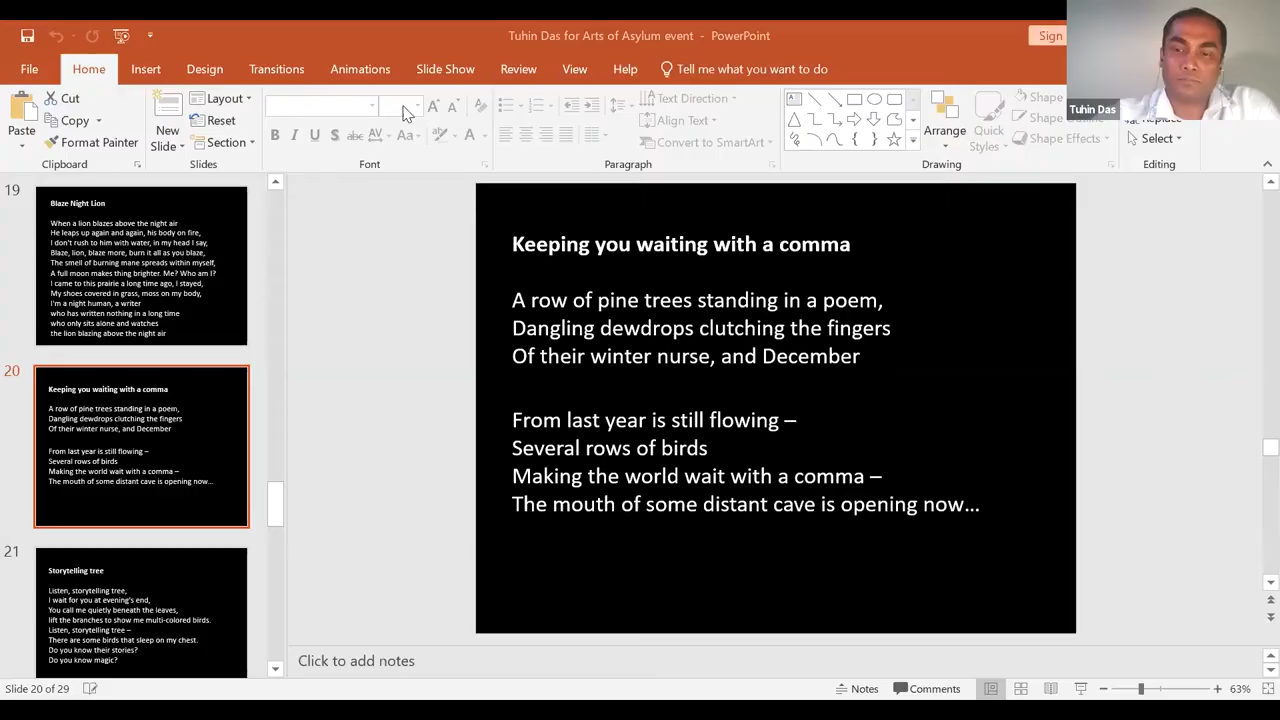 Tuhin Das for Arts of Asylum event - PowerPoint
Sign
File Home Insert Design Transitions Animations Slide Show Review View Help Tell me what you want to do
Tuhin Das
Paste
Cut
Copy
Format Painter
Clipboard
New Slide
Layout
Reset
Section
Slides
Font
Text Direction
Align Text
Convert to SmartArt
Paragraph
Arrange
Quick Styles
Shape
Shape
Shape Effects
Drawing
Replace
Select
Editing
19
Blaze Night Lion
When a lion blazes above the night air
He leaps up again and again, his body on fire,
I don't rush to him with water, in my head I say,
Blaze, lion, blaze more, burn it all as you blaze,
The smell of burning mane spreads within myself,
A full moon makes thing brighter. Me? Who am I?
I came to this prairie a long time ago, I stayed,
My shoes covered in grass, moss on my body,
I'm a night human, a writer
who has written nothing in a long time
who only sits alone and watches
the lion blazing above the night air
20
Keeping you waiting with a comma
A row of pine trees standing in a poem,
Dangling dewdrops clutching the fingers
Of their winter nurse, and December
From last year is still flowing –
Several rows of birds
Making the world wait with a comma –
The mouth of some distant cave is opening now...
21
Storytelling tree
Listen, storytelling tree,
I wait for you at evening's end,
You call me quietly beneath the leaves,
lift the branches to show me multi-colored birds.
Listen, storytelling tree –
There are some birds that sleep on my chest.
Do you know their stories?
Do you know magic?
Keeping you waiting with a comma
A row of pine trees standing in a poem,
Dangling dewdrops clutching the fingers
Of their winter nurse, and December
From last year is still flowing –
Several rows of birds
Making the world wait with a comma –
The mouth of some distant cave is opening now...
Click to add notes
Slide 20 of 29
Notes
Comments
63%